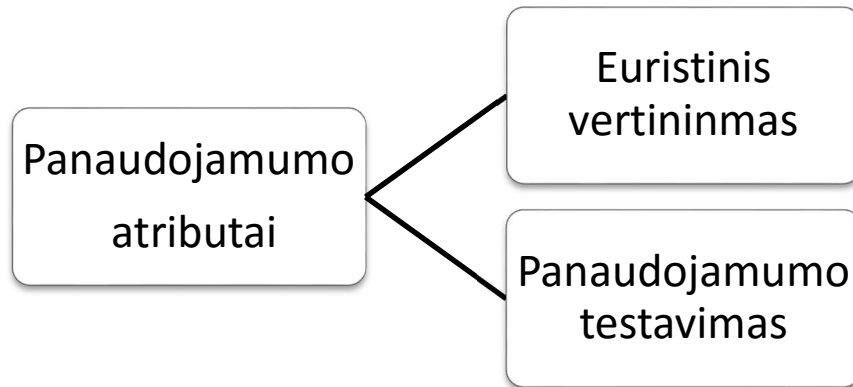 Panaudojamumo
atributai
Euristinis
vertininmas
Panaudojamumo
testavimas